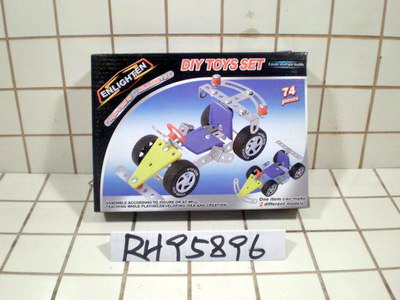 ENLIGHTEN
DIY TOYS SET
74
pieces
ASSEMBLE ACCORDING TO FIGURE OR AT WILL
TEACHING WHILE PLAYING, DEVELOPING IDEA AND CREATION
One item can make
2 different models
RH95896